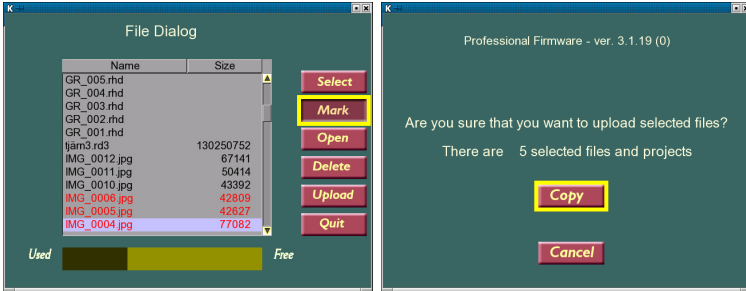 File Dialog
Name Size
GR_005.rhd
GR_004.rhd
GR_003.rhd
GR_002.rhd
GR_001.rhd
tjärn3.rd3 130250752
IMG_0012.jpg 67141
IMG_0011.jpg 50414
IMG_0010.jpg 43392
IMG_0006.jpg 42809
IMG_0005.jpg 42627
IMG_0004.jpg 77082
Select
Mark
Open
Delete
Upload
Quit
Used Free
Professional Firmware - ver. 3.1.19 (0)
Are you sure that you want to upload selected files?
There are 5 selected files and projects
Copy
Cancel